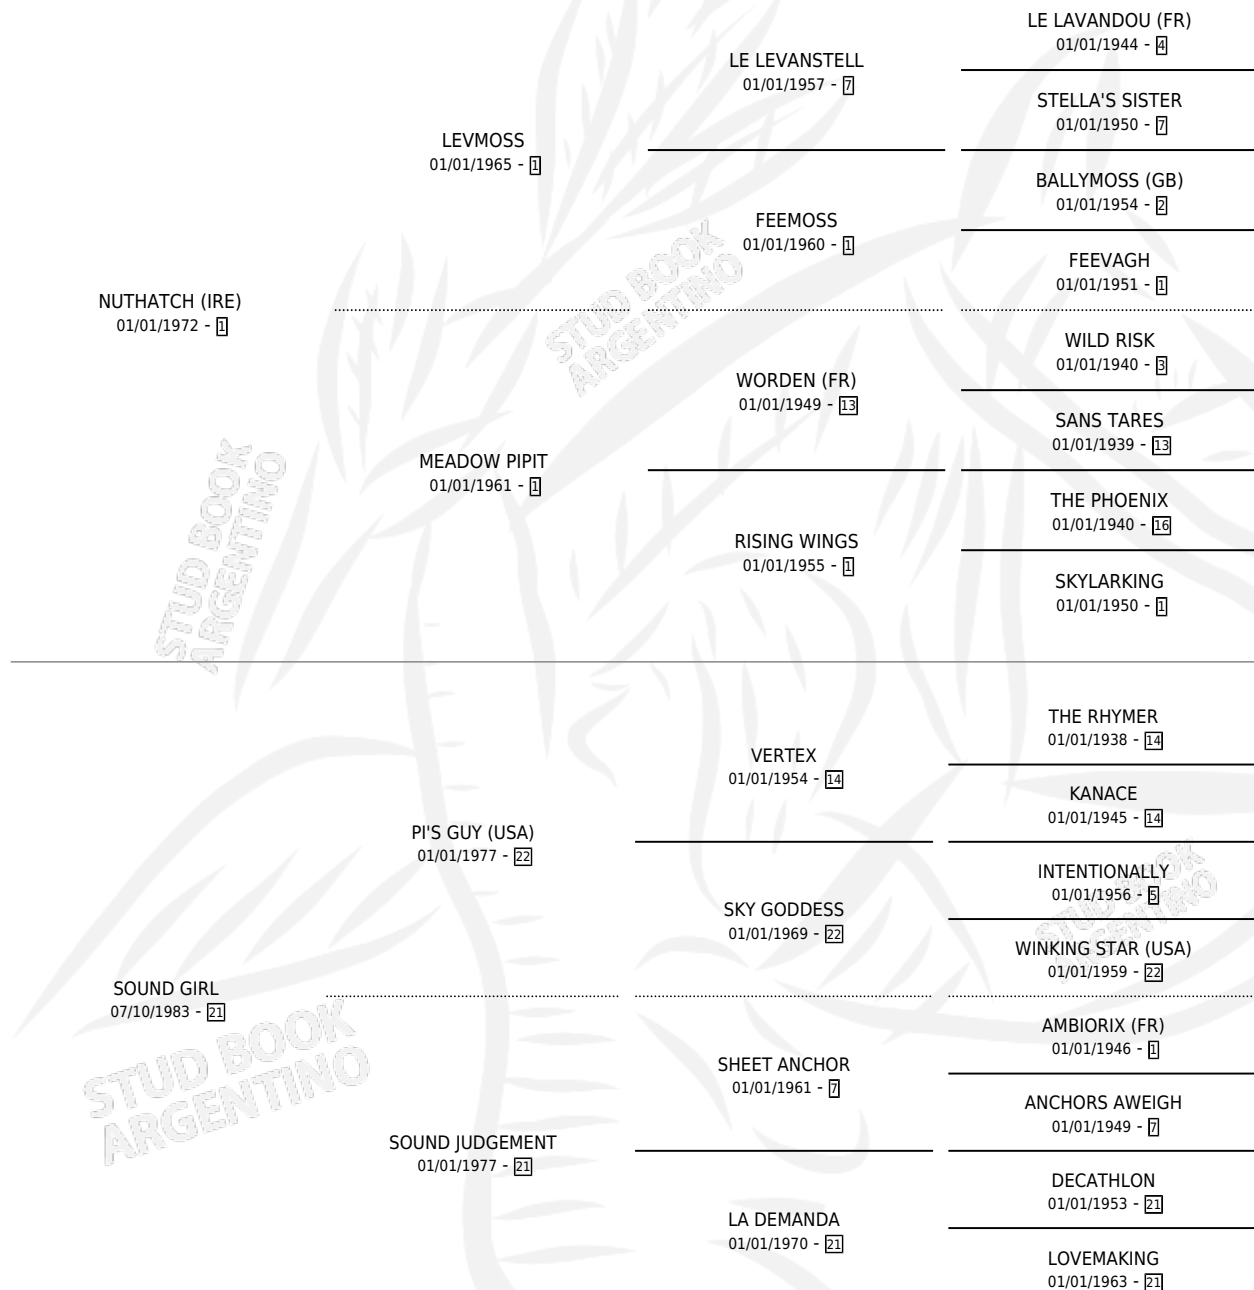 LE LAVANDOU (FR)
01/01/1944 - 4
LE LEVANSTELL
01/01/1957 - 7
STELLA'S SISTER
01/01/1950 - 7
LEVMOSS
01/01/1965 - 1
BALLYMOSS (GB)
01/01/1954 - 2
FEEMOSS
01/01/1960 - 1
FEEVAGH
01/01/1951 - 1
NUTHATCH (IRE)
01/01/1972 - 1
WILD RISK
01/01/1940 - 3
WORDEN (FR)
01/01/1949 - 13
SANS TARES
01/01/1939 - 13
MEADOW PIPIT
01/01/1961 - 1
THE PHOENIX
01/01/1940 - 16
RISING WINGS
01/01/1955 - 1
SKYLARKING
01/01/1950 - 1
THE RHYMER
01/01/1938 - 14
VERTEX
01/01/1954 - 14
KANACE
01/01/1945 - 14
PI'S GUY (USA)
01/01/1977 - 22
INTENTIONALLY
01/01/1956 - 5
SKY GODDESS
01/01/1969 - 22
WINKING STAR (USA)
01/01/1959 - 22
SOUND GIRL
07/10/1983 - 21
AMBIORIX (FR)
01/01/1946 - 1
SHEET ANCHOR
01/01/1961 - 7
ANCHORS AWEIGH
01/01/1949 - 7
SOUND JUDGEMENT
01/01/1977 - 21
DECATHLON
01/01/1953 - 21
LA DEMANDA
01/01/1970 - 21
LOVEMAKING
01/01/1963 - 21
STUD BOOK
ARGENTINO
STUD BOOK
ARGENTINO
STUD BOOK
ARGENTINO
STUD BOOK
ARGENTINO